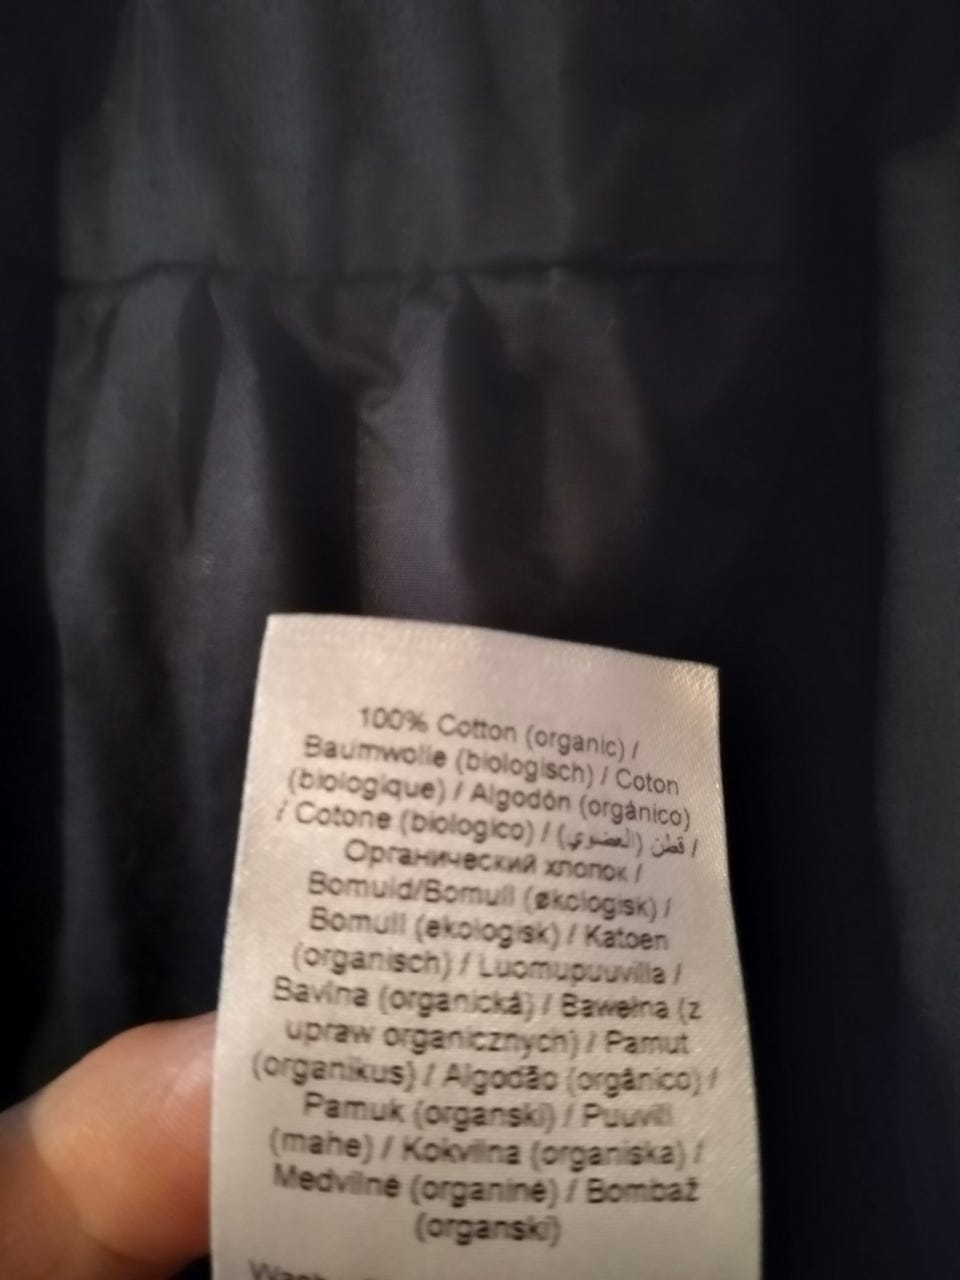 100% Cotton (organic) /
Baumwolle (biologisch) / Coton
(biologique) / Algodón (orgánico)
/ Cotone (biologico) / قطن (العضوي) /
Органический хлопок /
Bomuld/Bomull (økologisk) /
Bomull (ekologisk) / Katoen
(organisch) / Luomupuuvilla /
Bavlna (organická) / Bawełna (z
upraw organicznych) / Pamut
(organikus) / Algodão (orgânico) /
Pamuk (organski) / Puuvill
(mahe) / Kokvilna (organiska) /
Medvilnė (organinė) / Bombaž
(organski)